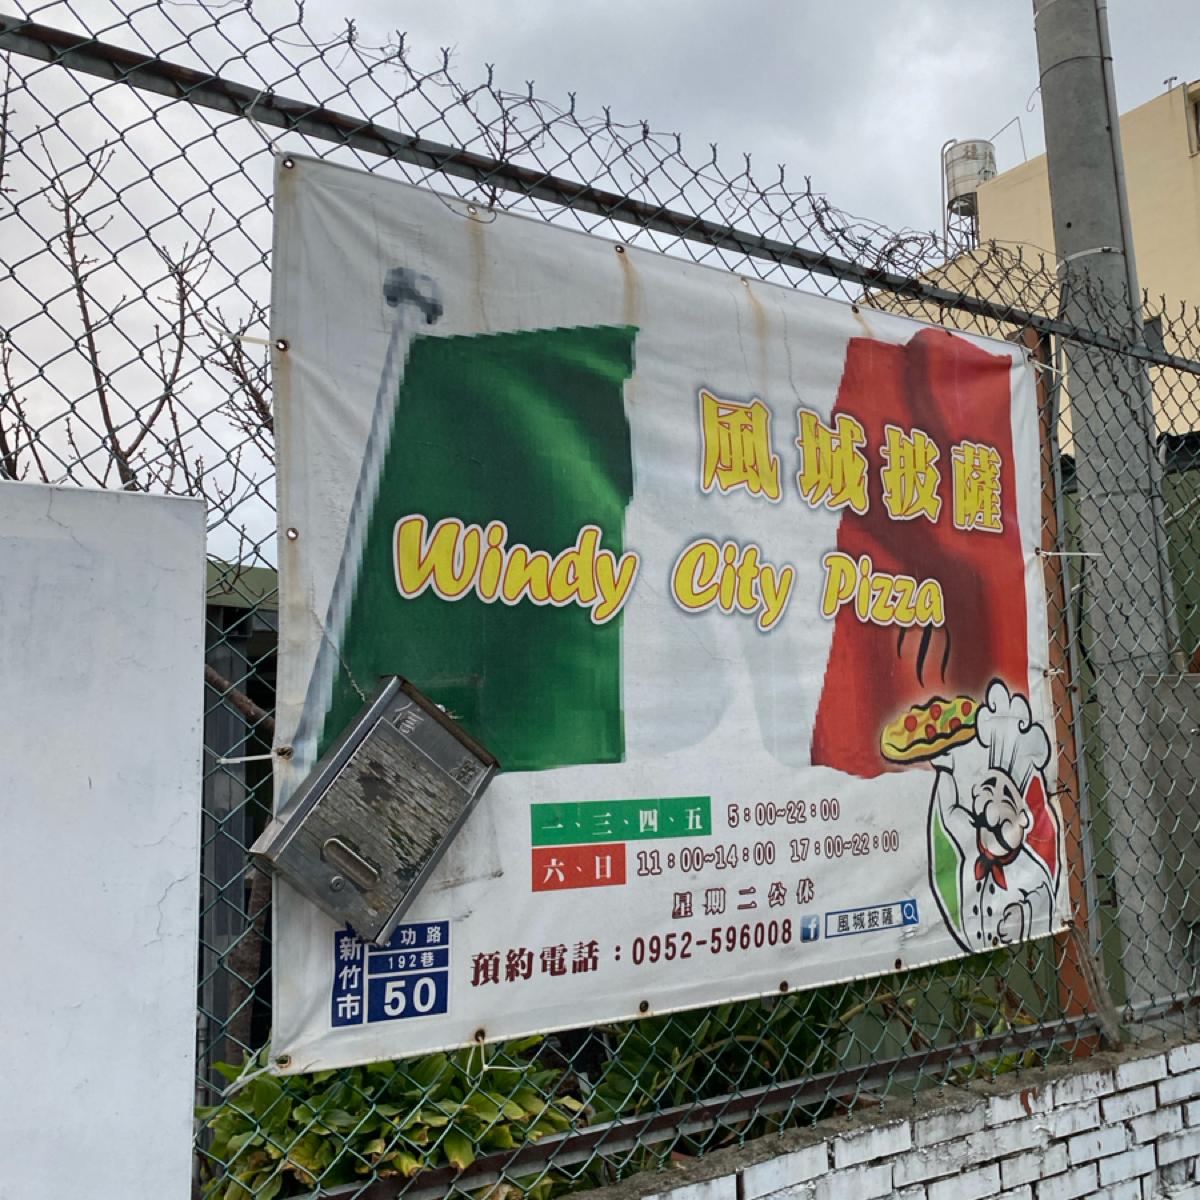 風城披薩
Windy City Pizza
一、三、四、五 5:00~22:00
六、日 11:00~14:00 17:00~22:00
星期二公休
預約電話:0952-596008 f 風城披薩
新竹市
功路
192巷
50